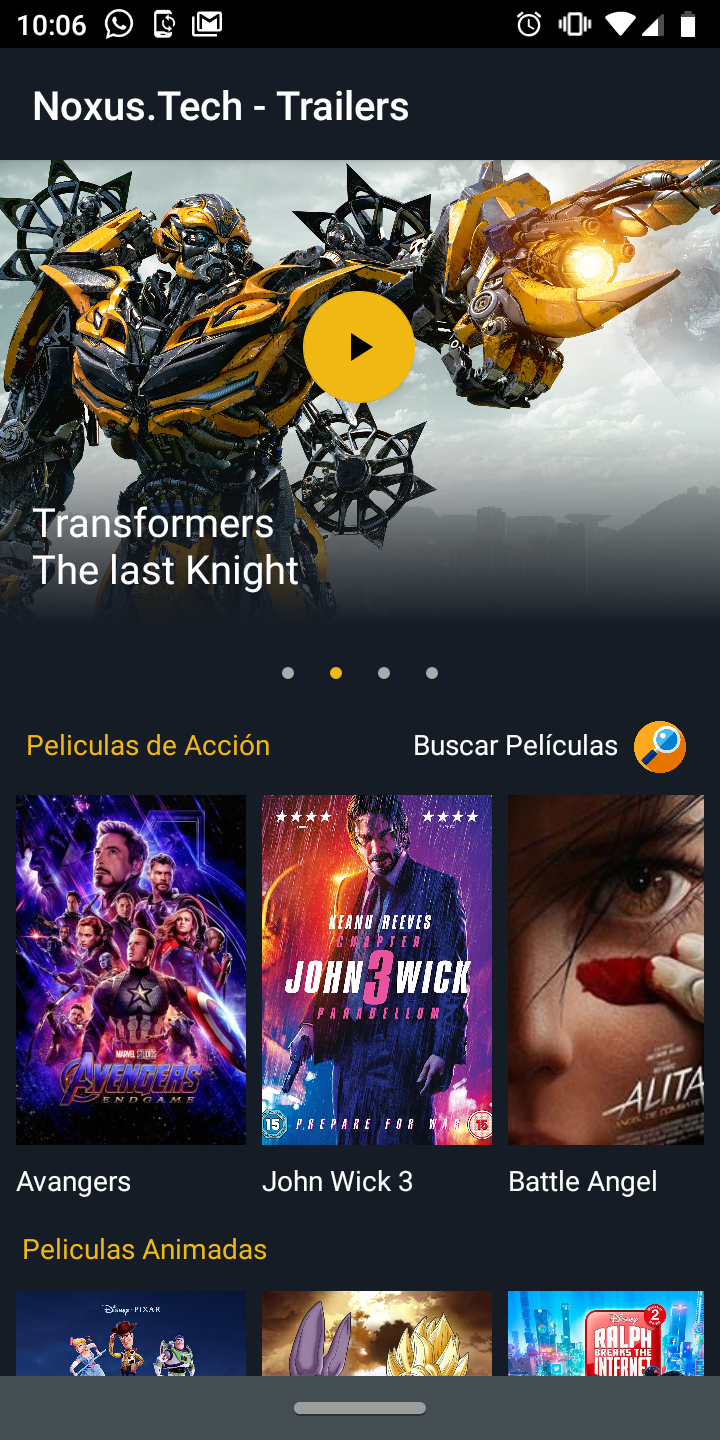 10:06
Noxus.Tech - Trailers
Transformers
The last Knight
Peliculas de Acción
Buscar Películas
MARVEL STUDIOS
AVENGERS
ENDGAME
KEANU REEVES
CHAPTER
JOHN 3 WICK
PARABELLUM
15 PREPARE FOR WAR 15
ALITA
ANGEL DE COMBATE
Avangers
John Wick 3
Battle Angel
Peliculas Animadas
Disney · PIXAR
Disney
2
RALPH
BREAKS THE
INTERNET